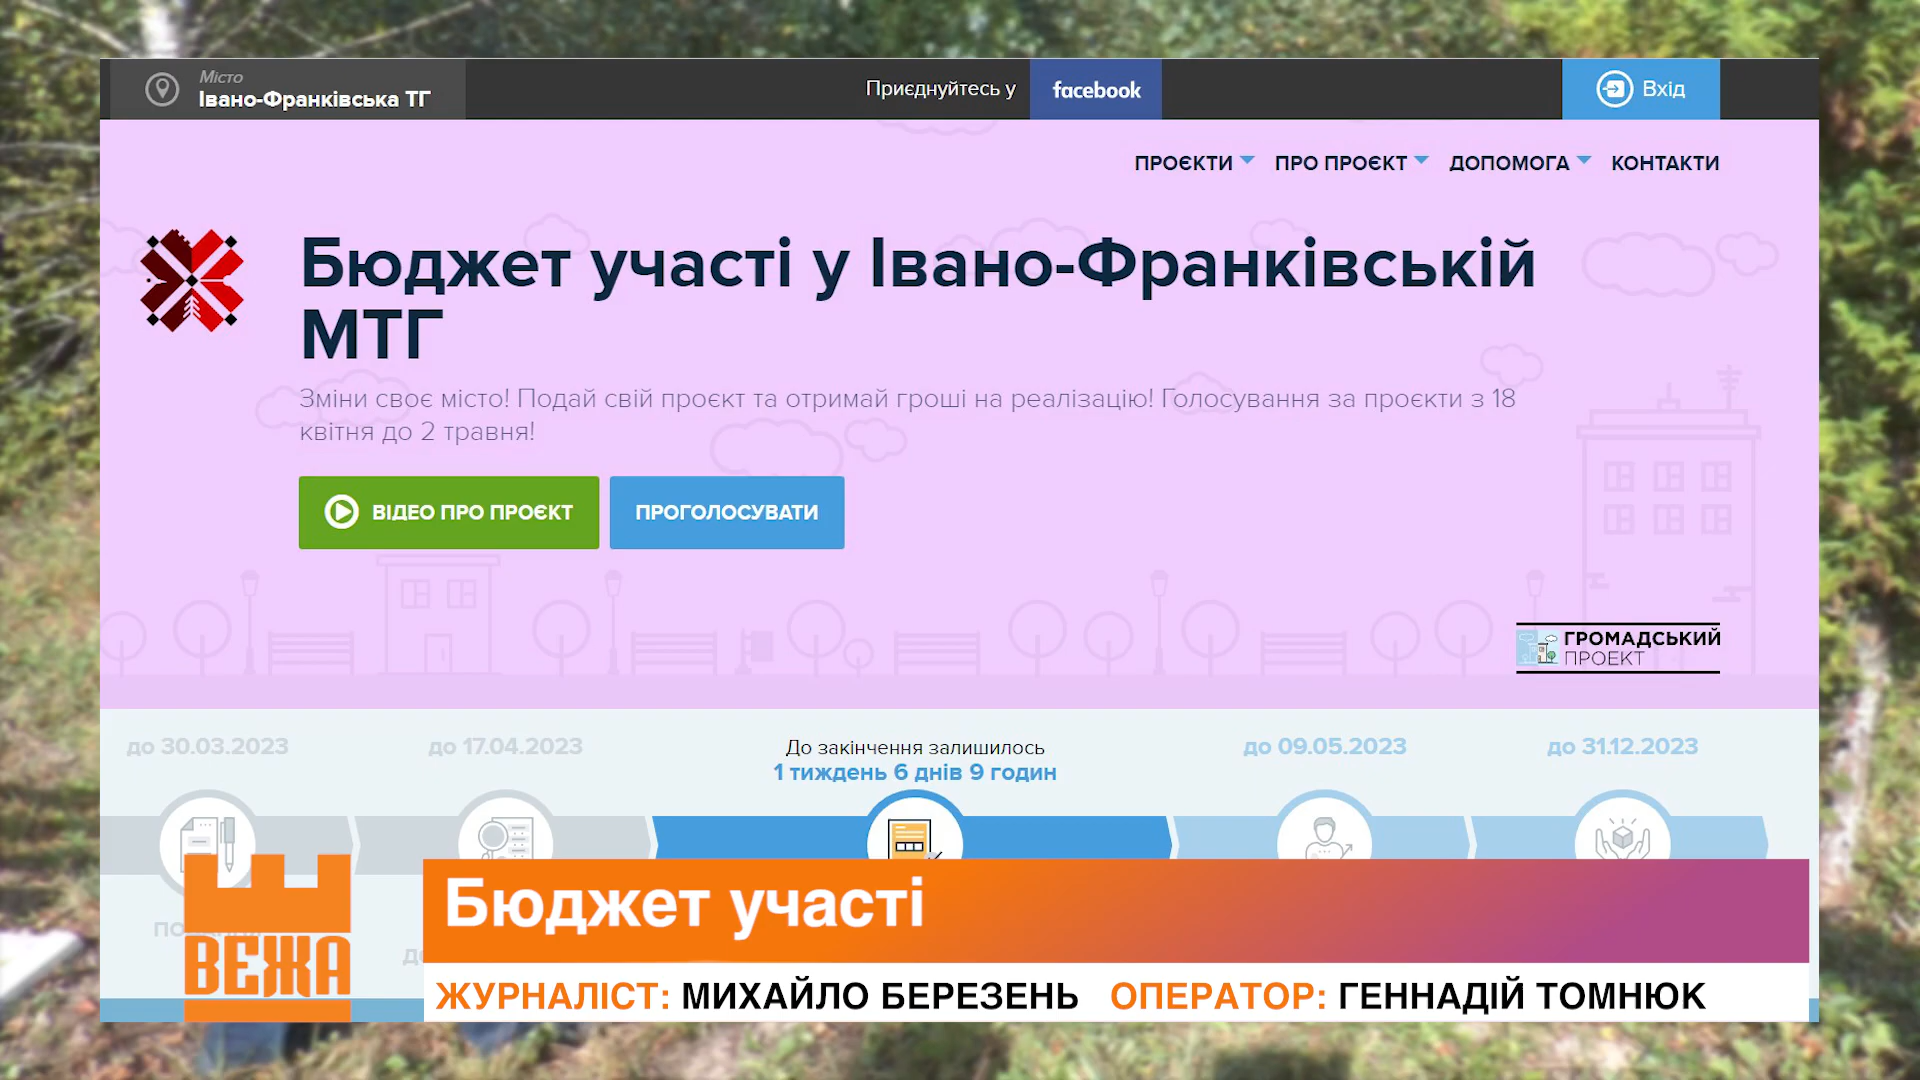 Місто
Івано-Франківська ТГ
Приєднуйтесь у
facebook
Вхід
ПРОЄКТИ
ПРО ПРОЄКТ
ДОПОМОГА
КОНТАКТИ
Бюджет участі у Івано-Франківській
МТГ
Зміни своє місто! Подай свій проєкт та отримай гроші на реалізацію! Голосування за проєкти з 18
квітня до 2 травня!
ВІДЕО ПРО ПРОЄКТ
ПРОГОЛОСУВАТИ
ГРОМАДСЬКИЙ
ПРОЕКТ
до 30.03.2023
до 17.04.2023
До закінчення залишилось
1 тиждень 6 днів 9 годин
до 09.05.2023
до 31.12.2023
ВЕЖА
Бюджет участі
ЖУРНАЛІСТ: МИХАЙЛО БЕРЕЗЕНЬ ОПЕРАТОР: ГЕННАДІЙ ТОМНЮК